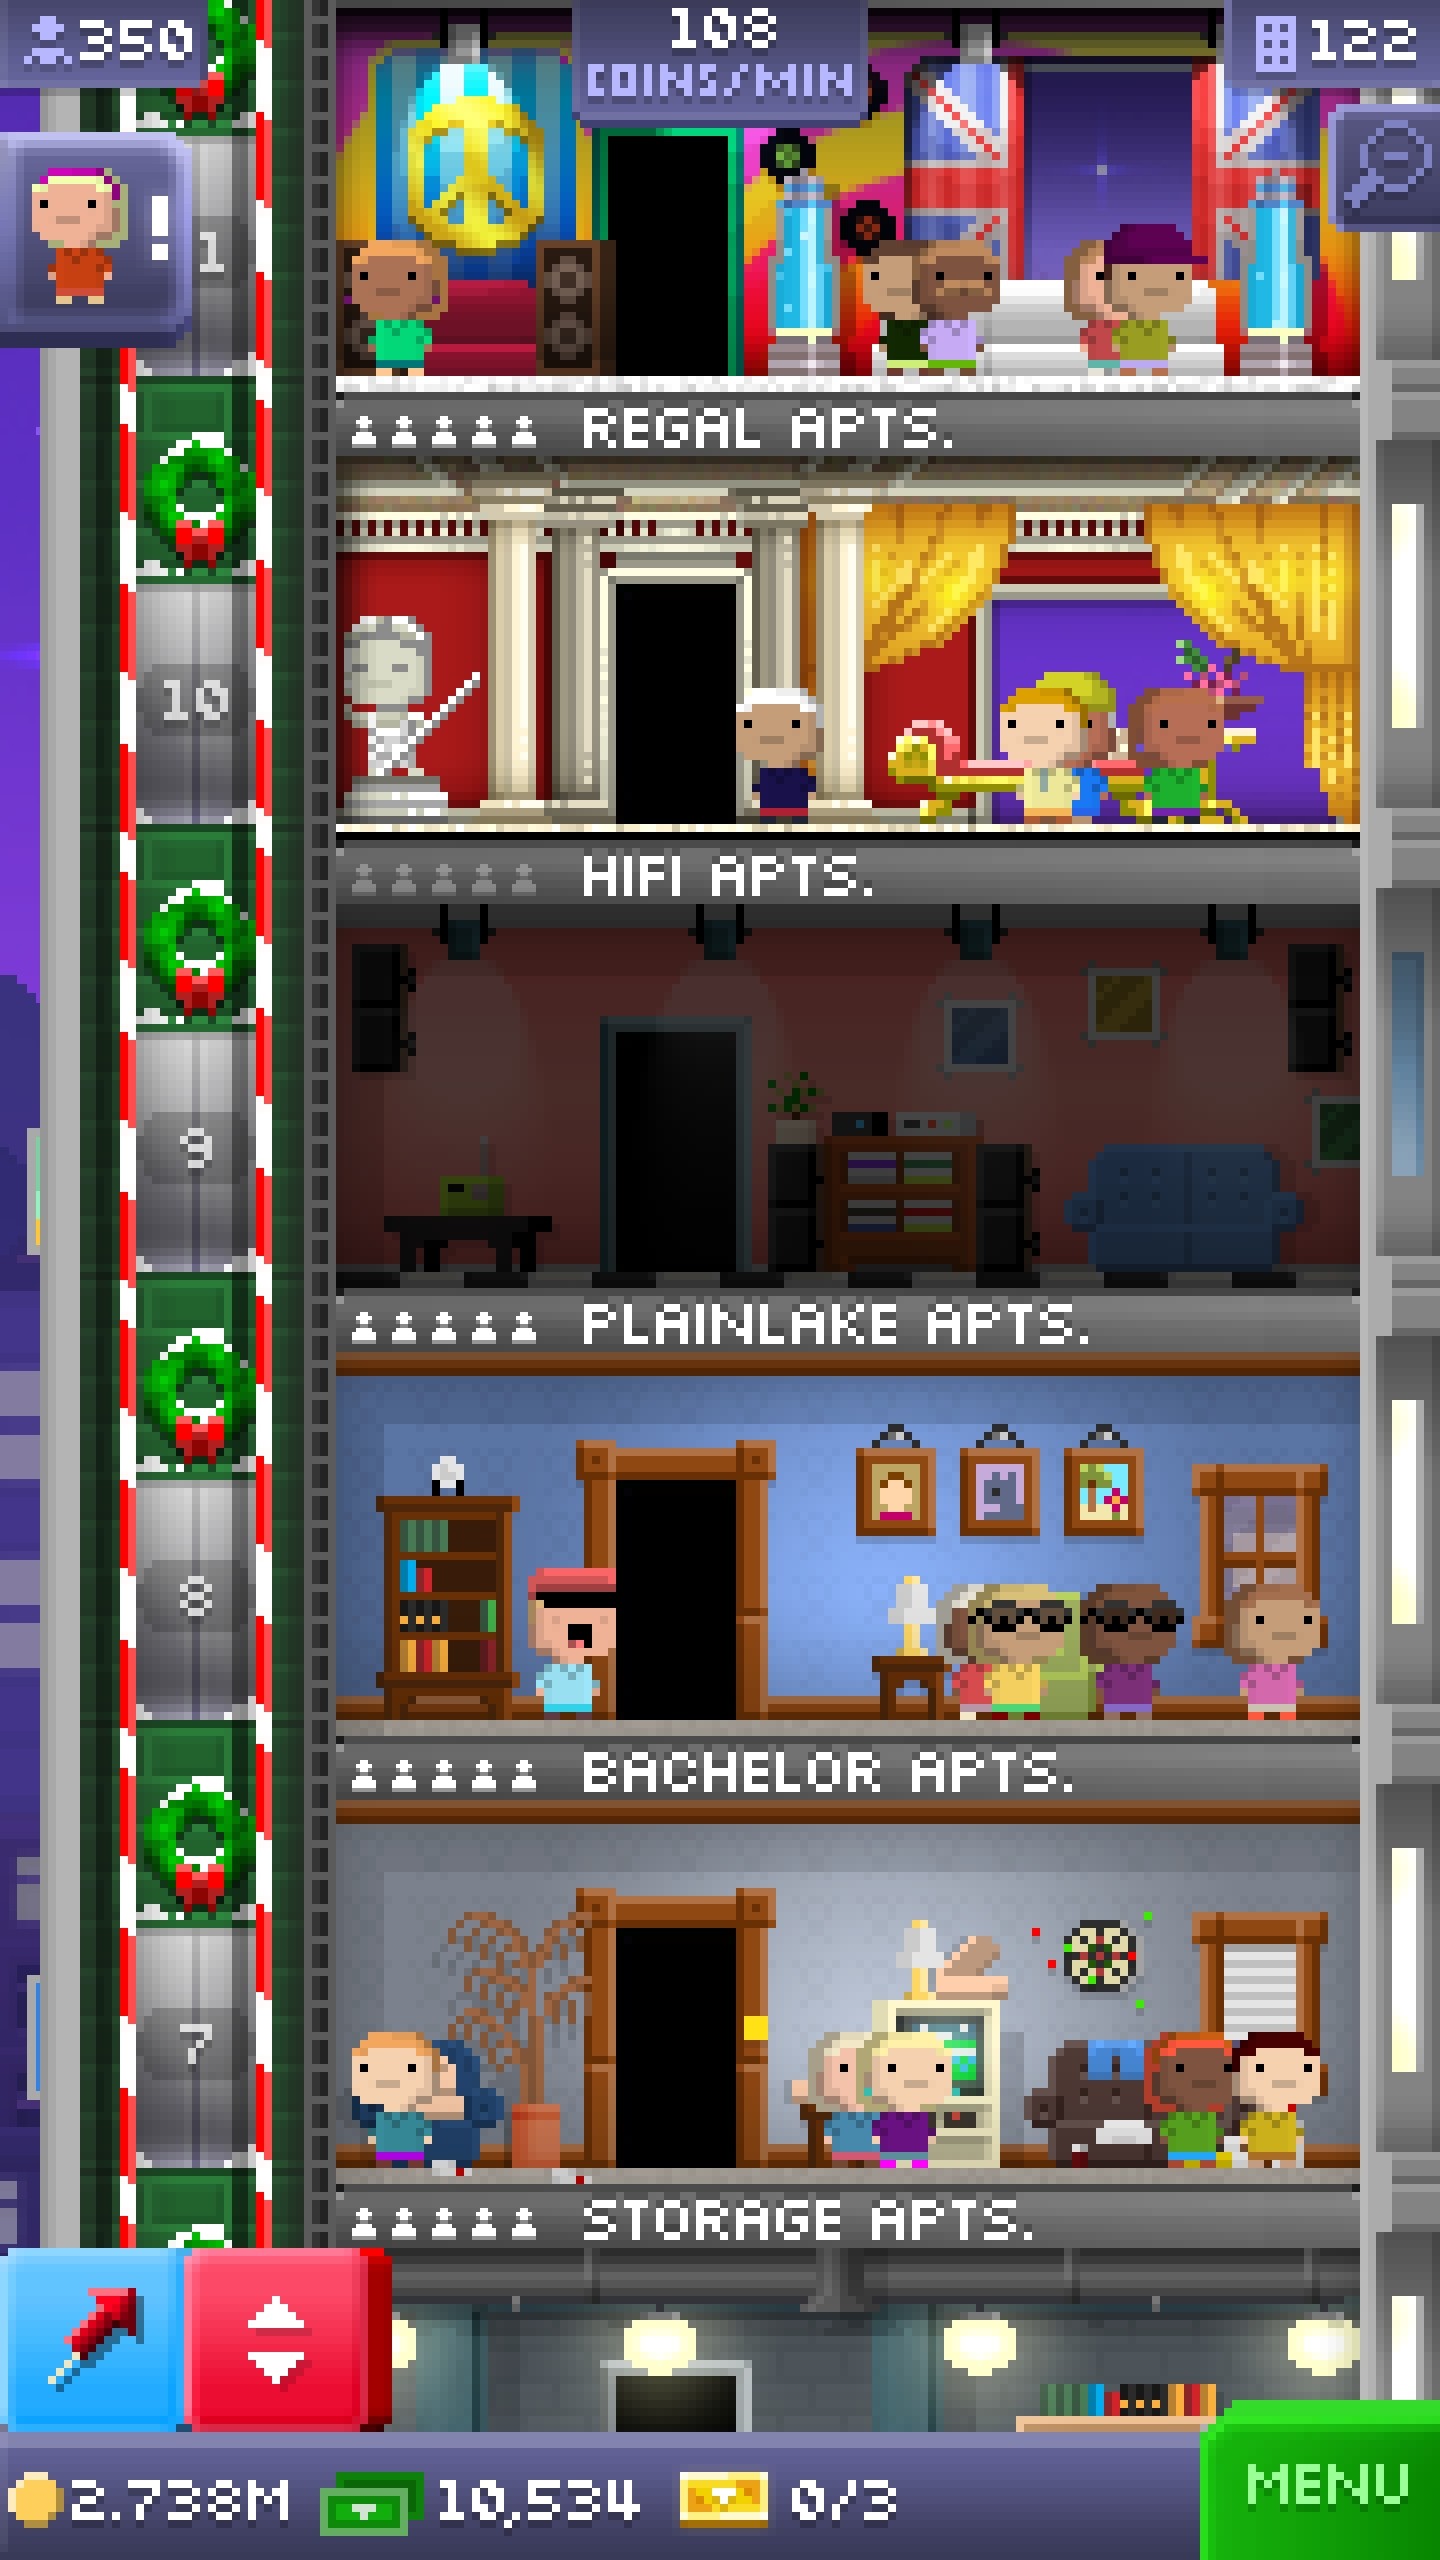 350
108
COINS/MIN
122
!
1
REGAL APTS.
10
HIFI APTS.
9
PLAINLAKE APTS.
8
BACHELOR APTS.
7
STORAGE APTS.
2.738M
10,534
0/3
MENU